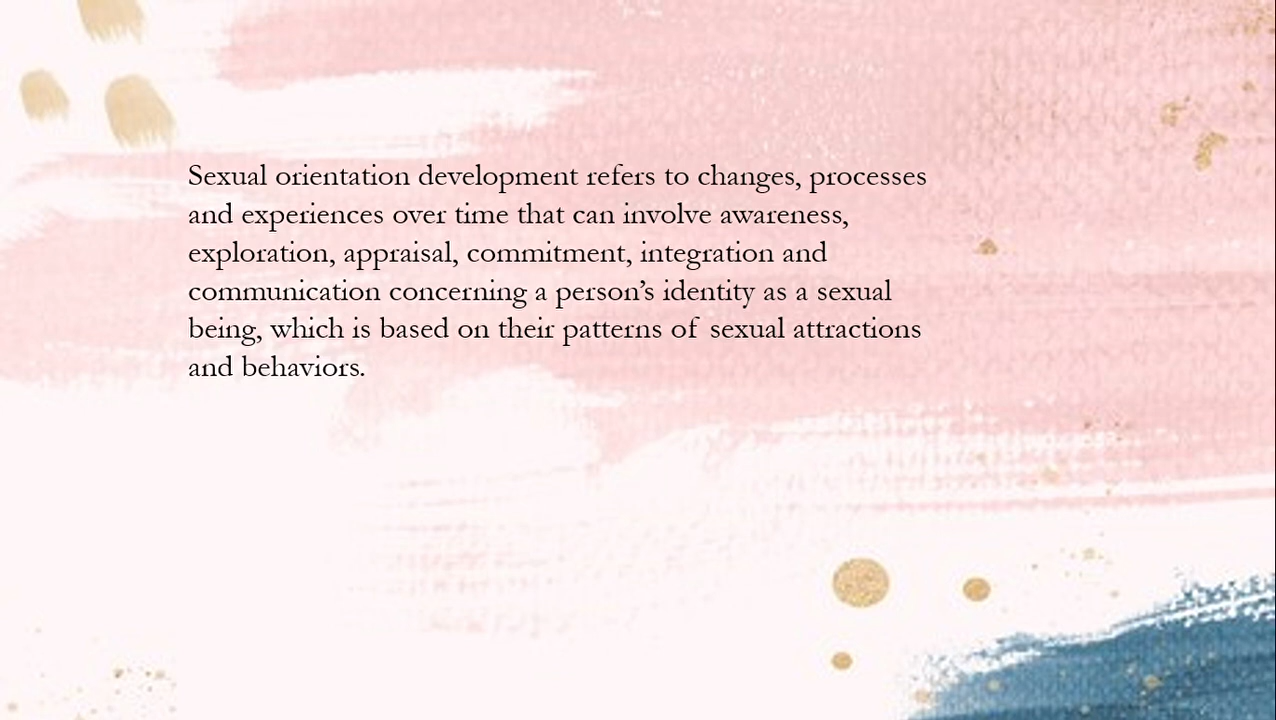 Sexual orientation development refers to changes, processes
and experiences over time that can involve awareness,
exploration, appraisal, commitment, integration and
communication concerning a person’s identity as a sexual
being, which is based on their patterns of sexual attractions
and behaviors.